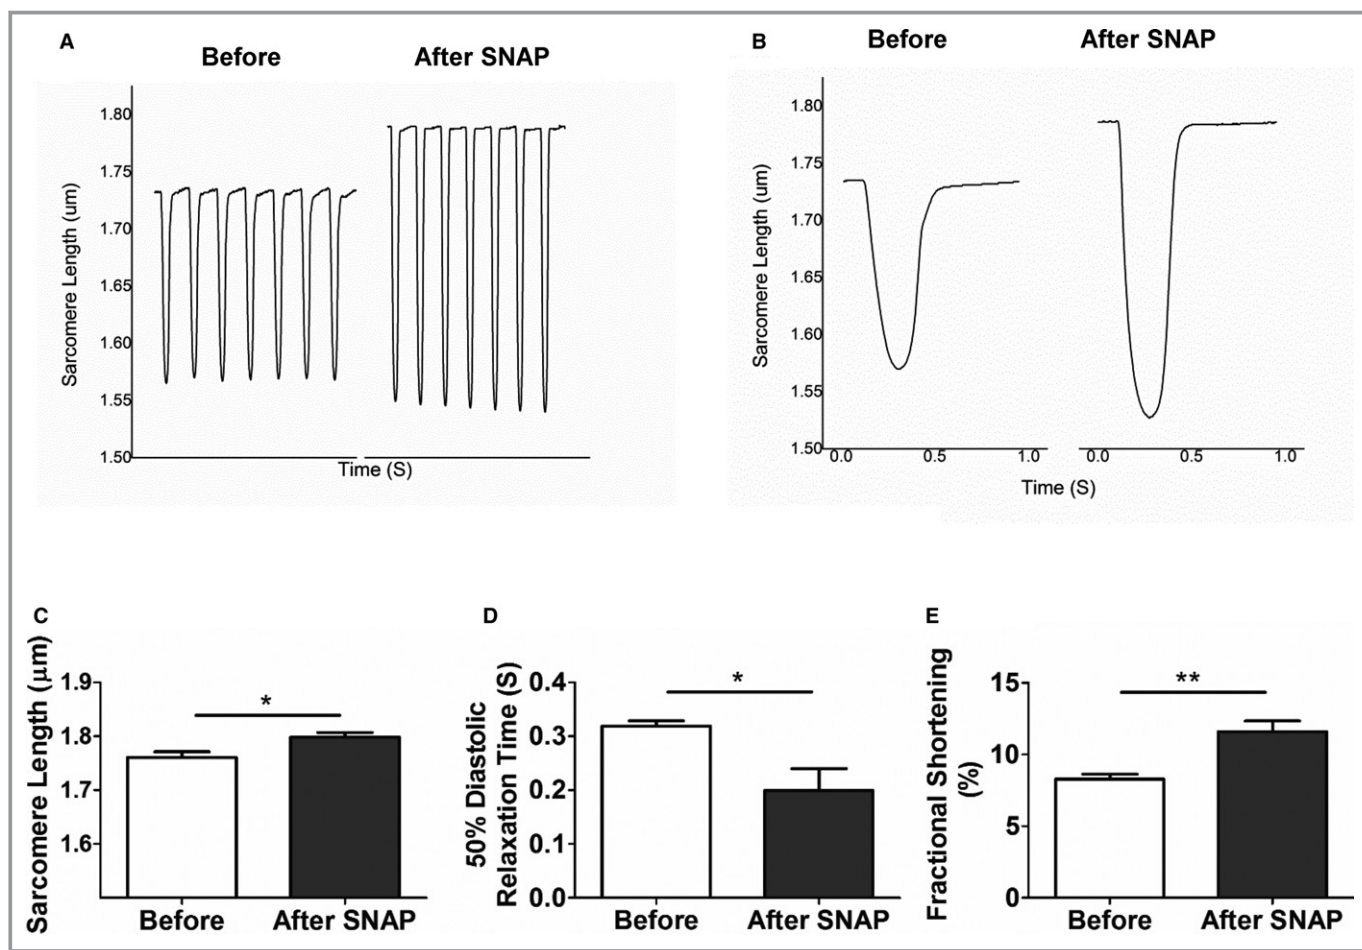 A
Before
After SNAP
Sarcomere Length (um)
1.80
1.75
1.70
1.65
1.60
1.55
1.50
Time (S)
B
Before
After SNAP
Sarcomere Length (um)
1.80
1.75
1.70
1.65
1.60
1.55
1.50
0.0 0.5 1.0
0.0 0.5 1.0
Time (S)
C
Sarcomere Length (μm)
1.9
1.8
1.7
1.6
*
Before After SNAP
D
50% Diastolic
Relaxation Time (S)
0.4
0.3
0.2
0.1
0.0
*
Before After SNAP
E
Fractional Shortening
(%)
15
10
5
0
**
Before After SNAP